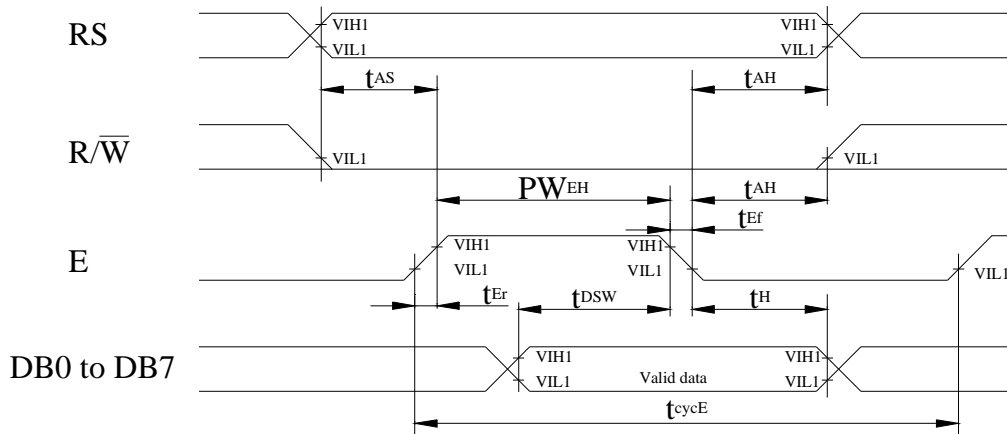 RS
VIH1
VIH1
VIL1
VIL1
tAS
tAH
R/W̅
VIL1
VIL1
PWEH
tAH
tEf
E
VIH1
VIH1
VIL1
VIL1
VIL1
tEr
tDSW
tH
DB0 to DB7
VIH1
VIH1
VIL1
Valid data
VIL1
tcycE